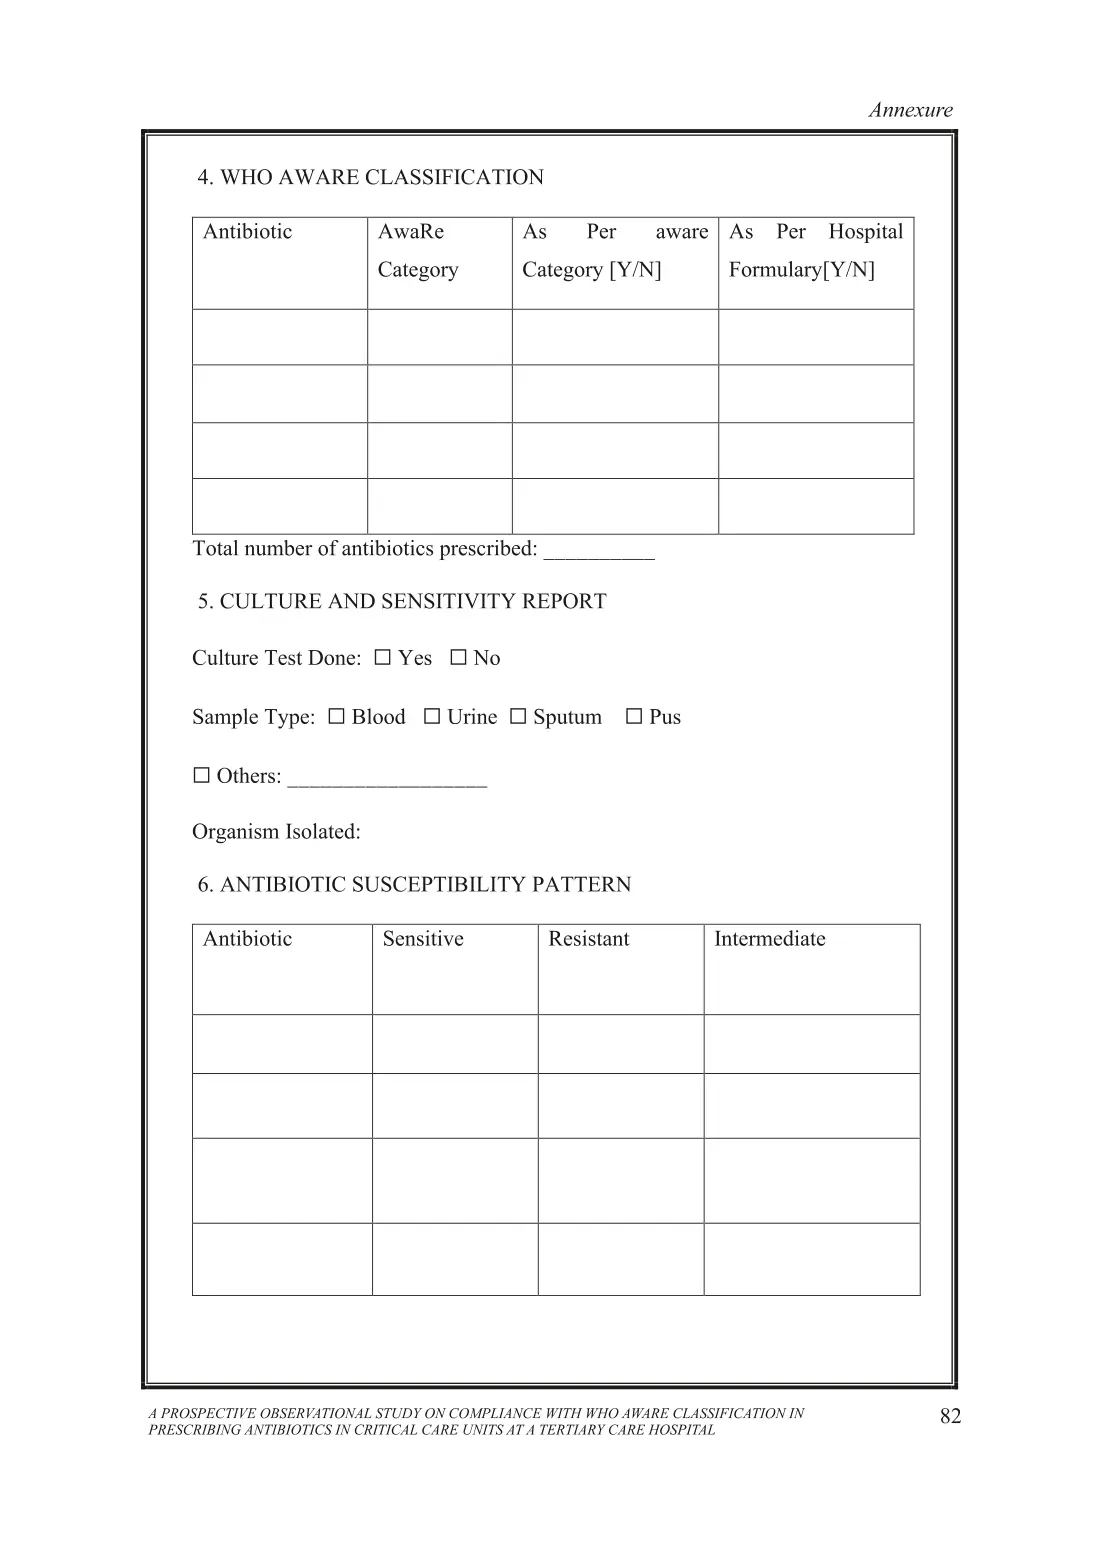 Annexure
4. WHO AWARE CLASSIFICATION
Antibiotic AwaRe As Per aware As Per Hospital
Category Category [Y/N] Formulary[Y/N]
Total number of antibiotics prescribed: __________
5. CULTURE AND SENSITIVITY REPORT
Culture Test Done: ☐ Yes ☐ No
Sample Type: ☐ Blood ☐ Urine ☐ Sputum ☐ Pus
☐ Others: __________________
Organism Isolated:
6. ANTIBIOTIC SUSCEPTIBILITY PATTERN
Antibiotic Sensitive Resistant Intermediate
A PROSPECTIVE OBSERVATIONAL STUDY ON COMPLIANCE WITH WHO AWARE CLASSIFICATION IN 82
PRESCRIBING ANTIBIOTICS IN CRITICAL CARE UNITS AT A TERTIARY CARE HOSPITAL